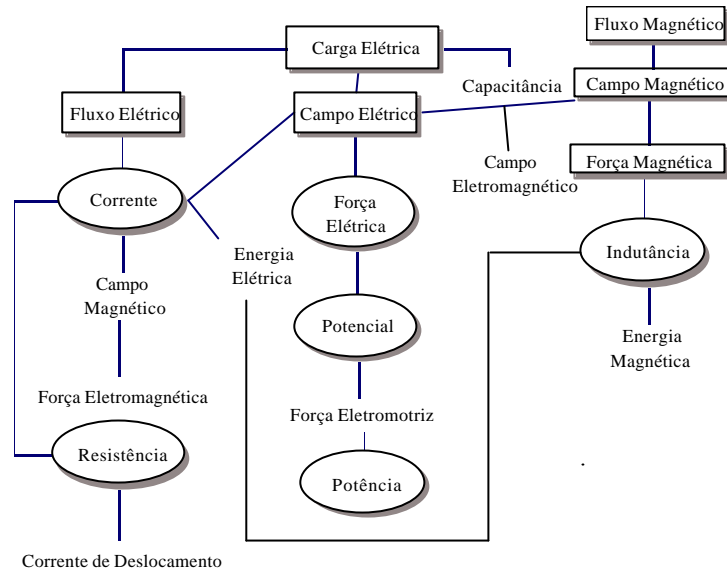 Fluxo Magnético
Carga Elétrica
Capacitância
Campo Magnético
Fluxo Elétrico
Campo Elétrico
Campo
Eletromagnético
Força Magnética
Corrente
Força
Elétrica
Energia
Elétrica
Indutância
Campo
Magnético
Potencial
Energia
Magnética
Força Eletromagnética
Força Eletromotriz
Resistência
Potência
Corrente de Deslocamento